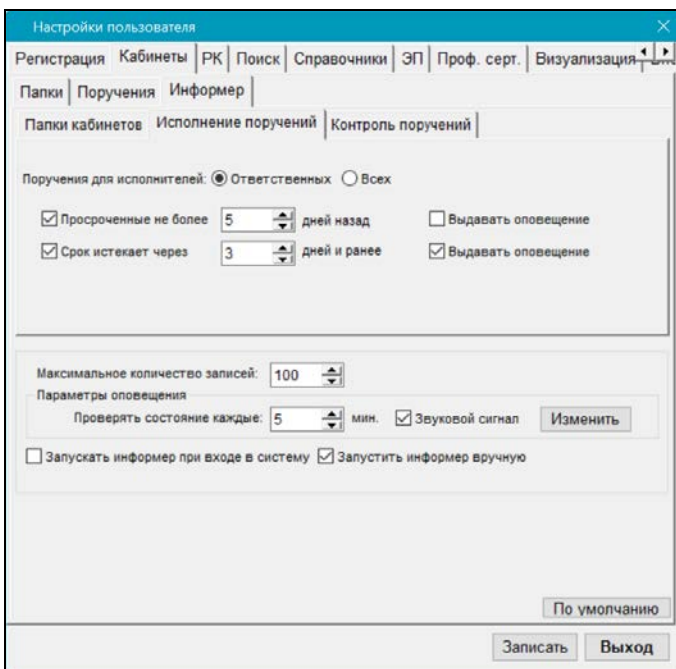 Настройки пользователя
Регистрация Кабинеты РК Поиск Справочники ЭП Проф. серт. Визуализация
Папки Поручения Информер
Папки кабинетов Исполнение поручений Контроль поручений
Поручения для исполнителей: Ответственных Всех
Просроченные не более 5 дней назад Выдавать оповещение
Срок истекает через 3 дней и ранее Выдавать оповещение
Максимальное количество записей: 100
Параметры оповещения
Проверять состояние каждые: 5 мин. Звуковой сигнал Изменить
Запускать информер при входе в систему Запустить информер вручную
По умолчанию
Записать Выход